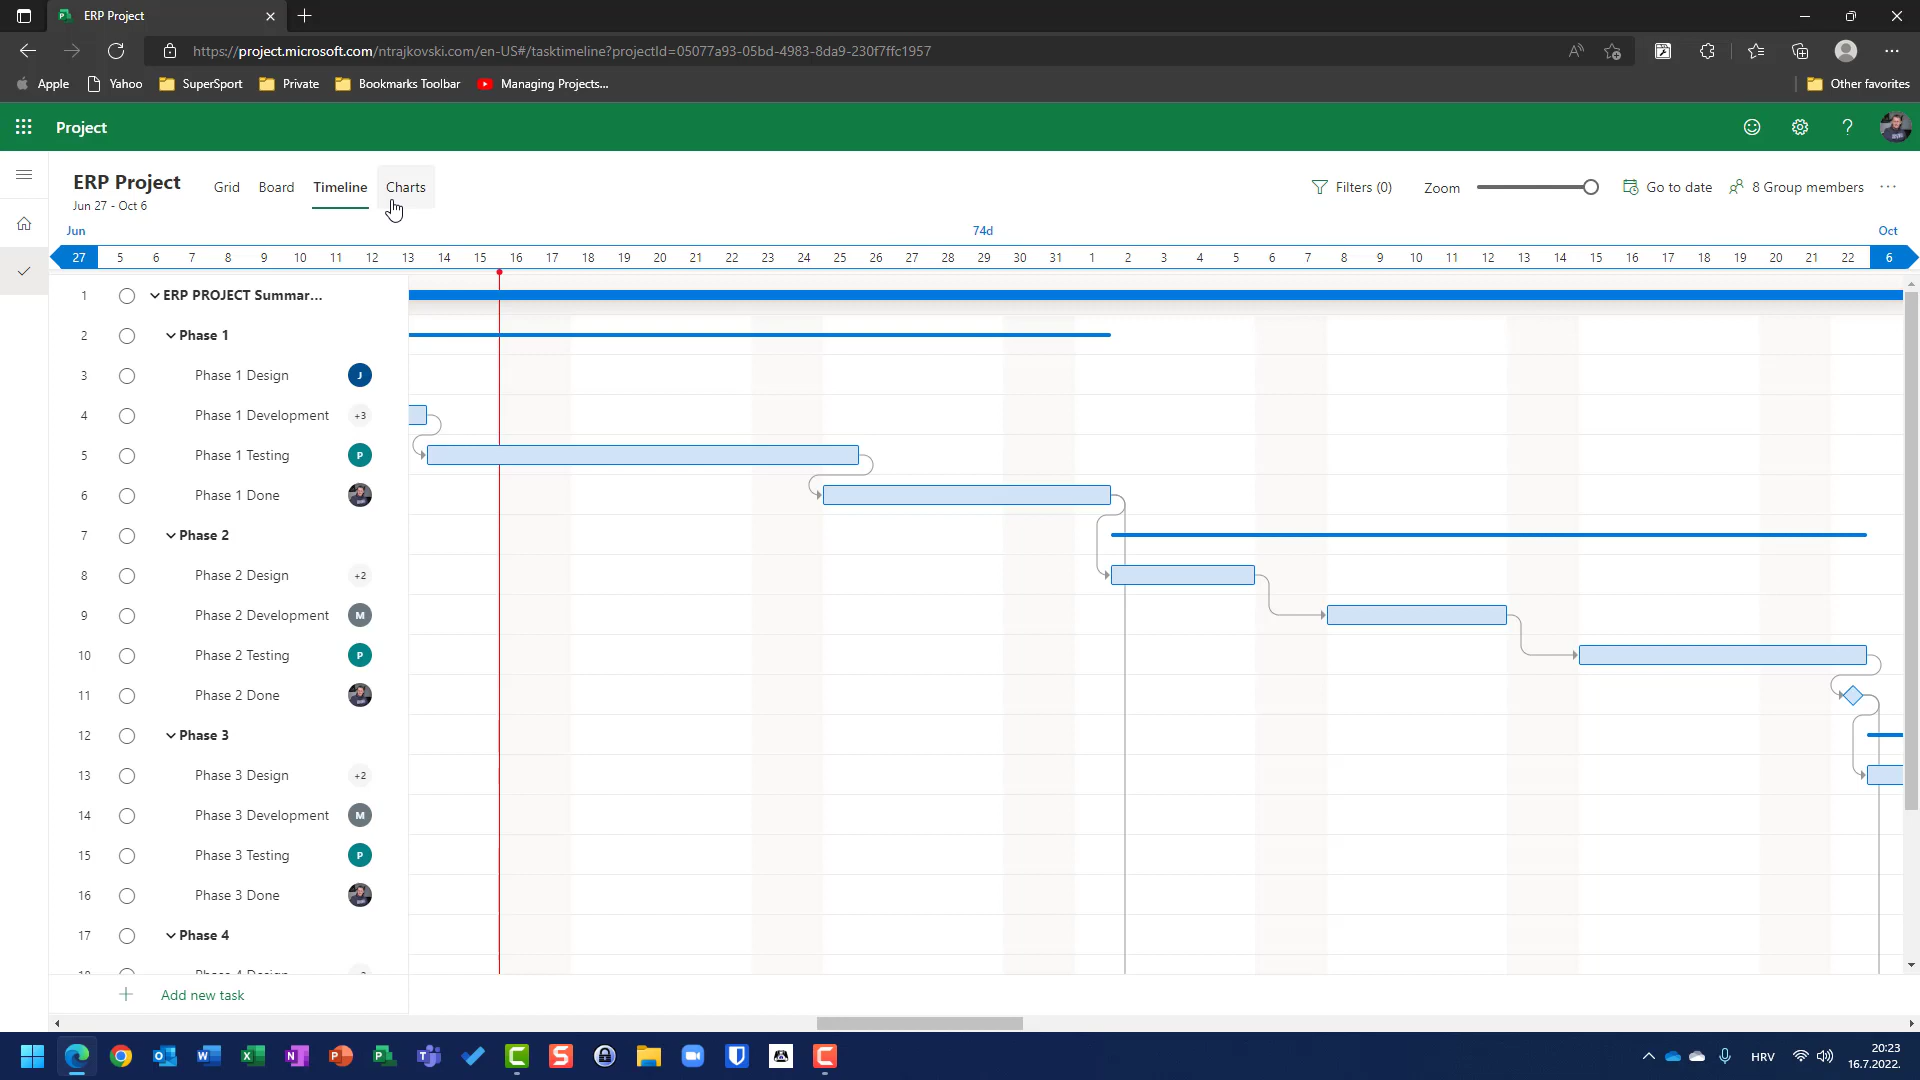 ERP Project
https://project.microsoft.com/ntrajkovski.com/en-US#/tasktimeline?projectId=05077a93-05bd-4983-8da9-230f7ffc1957
Apple Yahoo SuperSport Private Bookmarks Toolbar Managing Projects... Other favorites
Project
ERP Project Grid Board Timeline Charts Filters (0) Zoom Go to date 8 Group members
Jun 27 - Oct 6
Jun 74d Oct
27 5 6 7 8 9 10 11 12 13 14 15 16 17 18 19 20 21 22 23 24 25 26 27 28 29 30 31 1 2 3 4 5 6 7 8 9 10 11 12 13 14 15 16 17 18 19 20 21 22 6
1 ERP PROJECT Summar...
2 Phase 1
3 Phase 1 Design J
4 Phase 1 Development +3
5 Phase 1 Testing P
6 Phase 1 Done
7 Phase 2
8 Phase 2 Design +2
9 Phase 2 Development M
10 Phase 2 Testing P
11 Phase 2 Done
12 Phase 3
13 Phase 3 Design +2
14 Phase 3 Development M
15 Phase 3 Testing P
16 Phase 3 Done
17 Phase 4
18 Phase 4 Design
Add new task
HRV 20:23
16.7.2022.